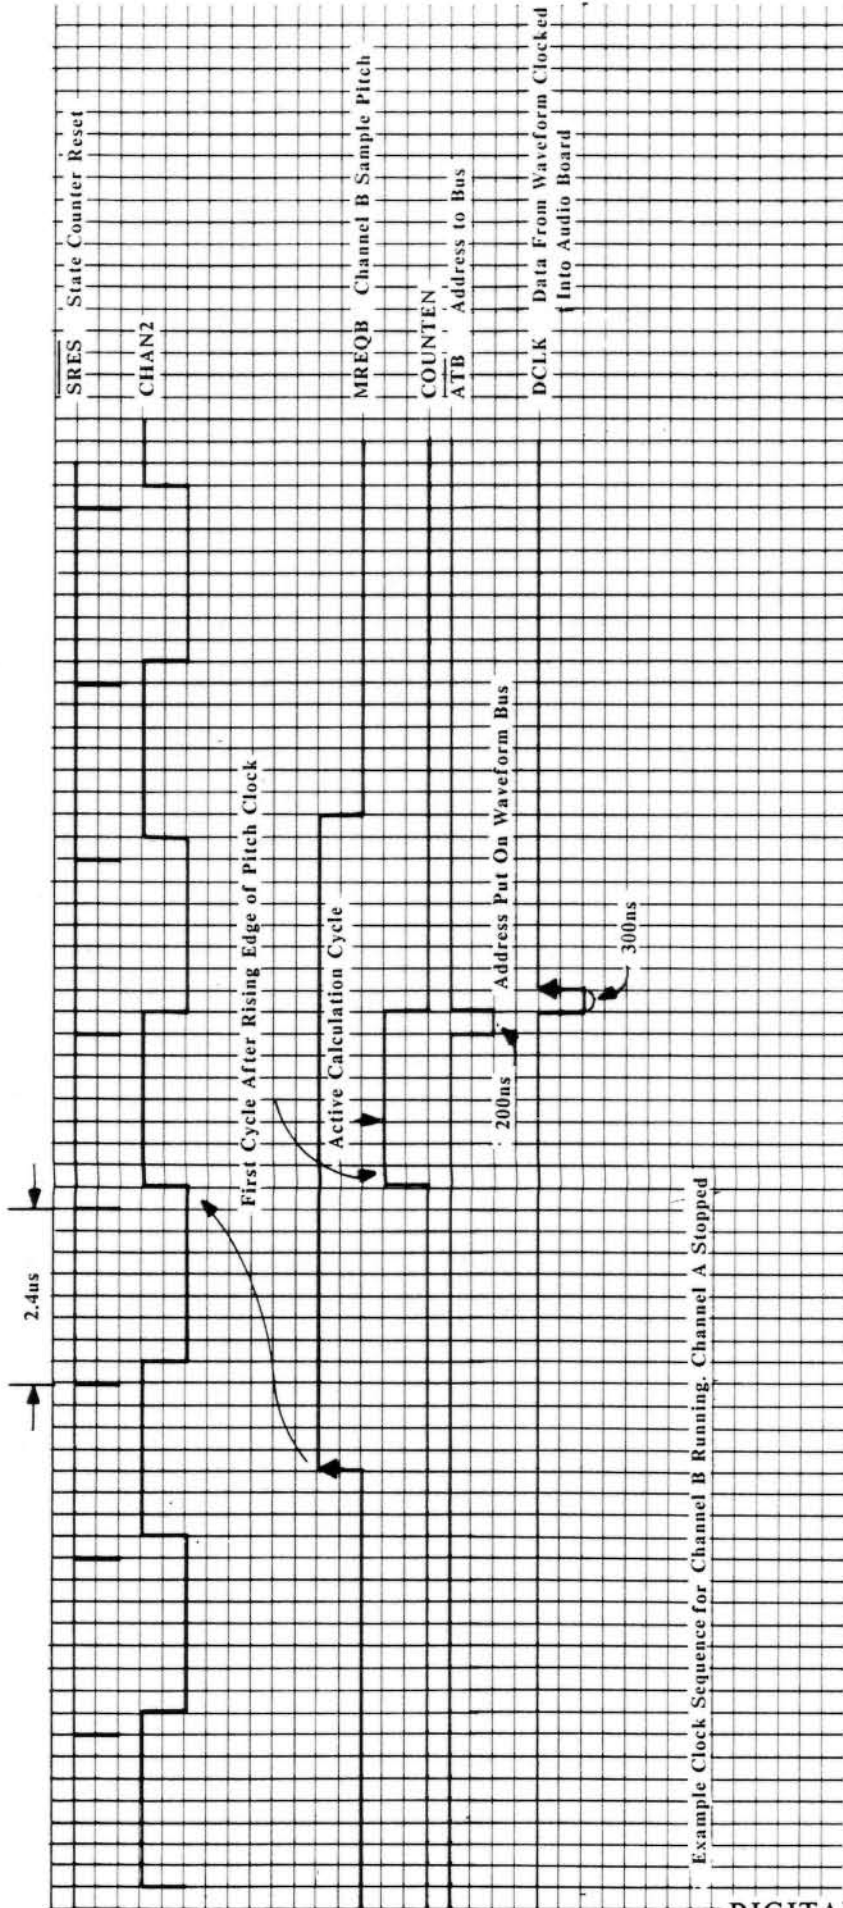 2.4us
SRES State Counter Reset
CHAN2
First Cycle After Rising Edge of Pitch Clock
MREQB Channel B Sample Pitch
Active Calculation Cycle
COUNTEN
ATB Address to Bus
200ns
Address Put On Waveform Bus
DCLK Data From Waveform Clocked
Into Audio Board
300ns
Example Clock Sequence for Channel B Running. Channel A Stopped